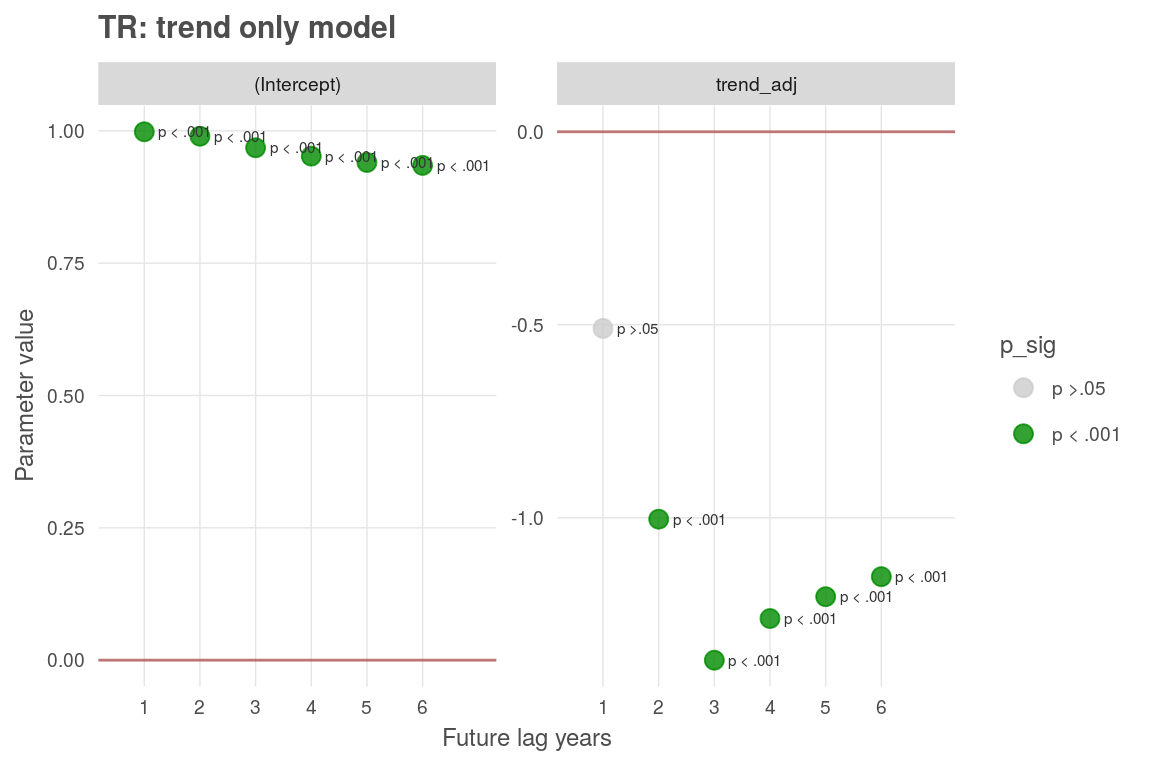 TR: trend only model
(Intercept)
trend_adj
Parameter value
1.00
0.75
0.50
0.25
0.00
p < .001
p < .001
p < .001
p < .001
p < .001
p < .001
1 2 3 4 5 6
0.0
-0.5
-1.0
p >.05
p < .001
p < .001
p < .001
p < .001
p < .001
1 2 3 4 5 6
Future lag years
p_sig
p >.05
p < .001